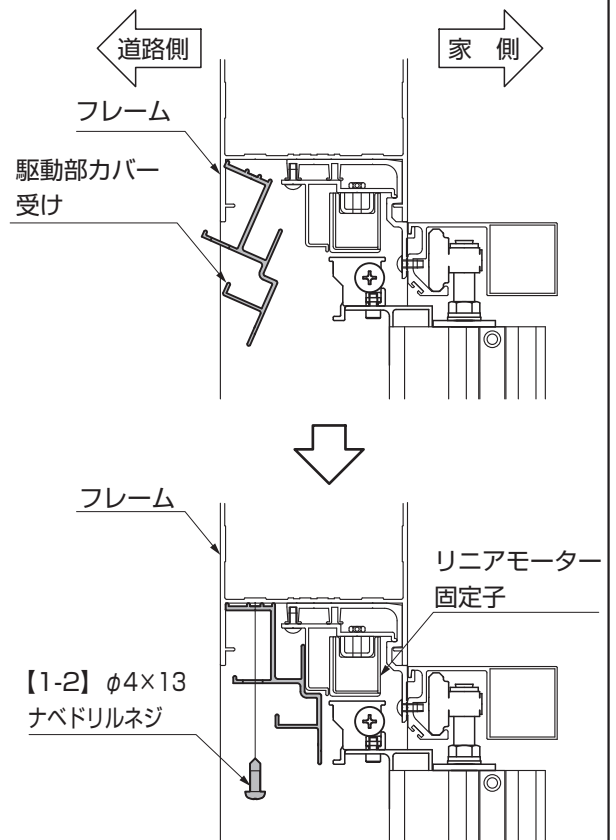 道路側
家 側
フレーム
駆動部カバー
受け
フレーム
リニアモーター
固定子
【1-2】φ4×13
ナベドリルネジ